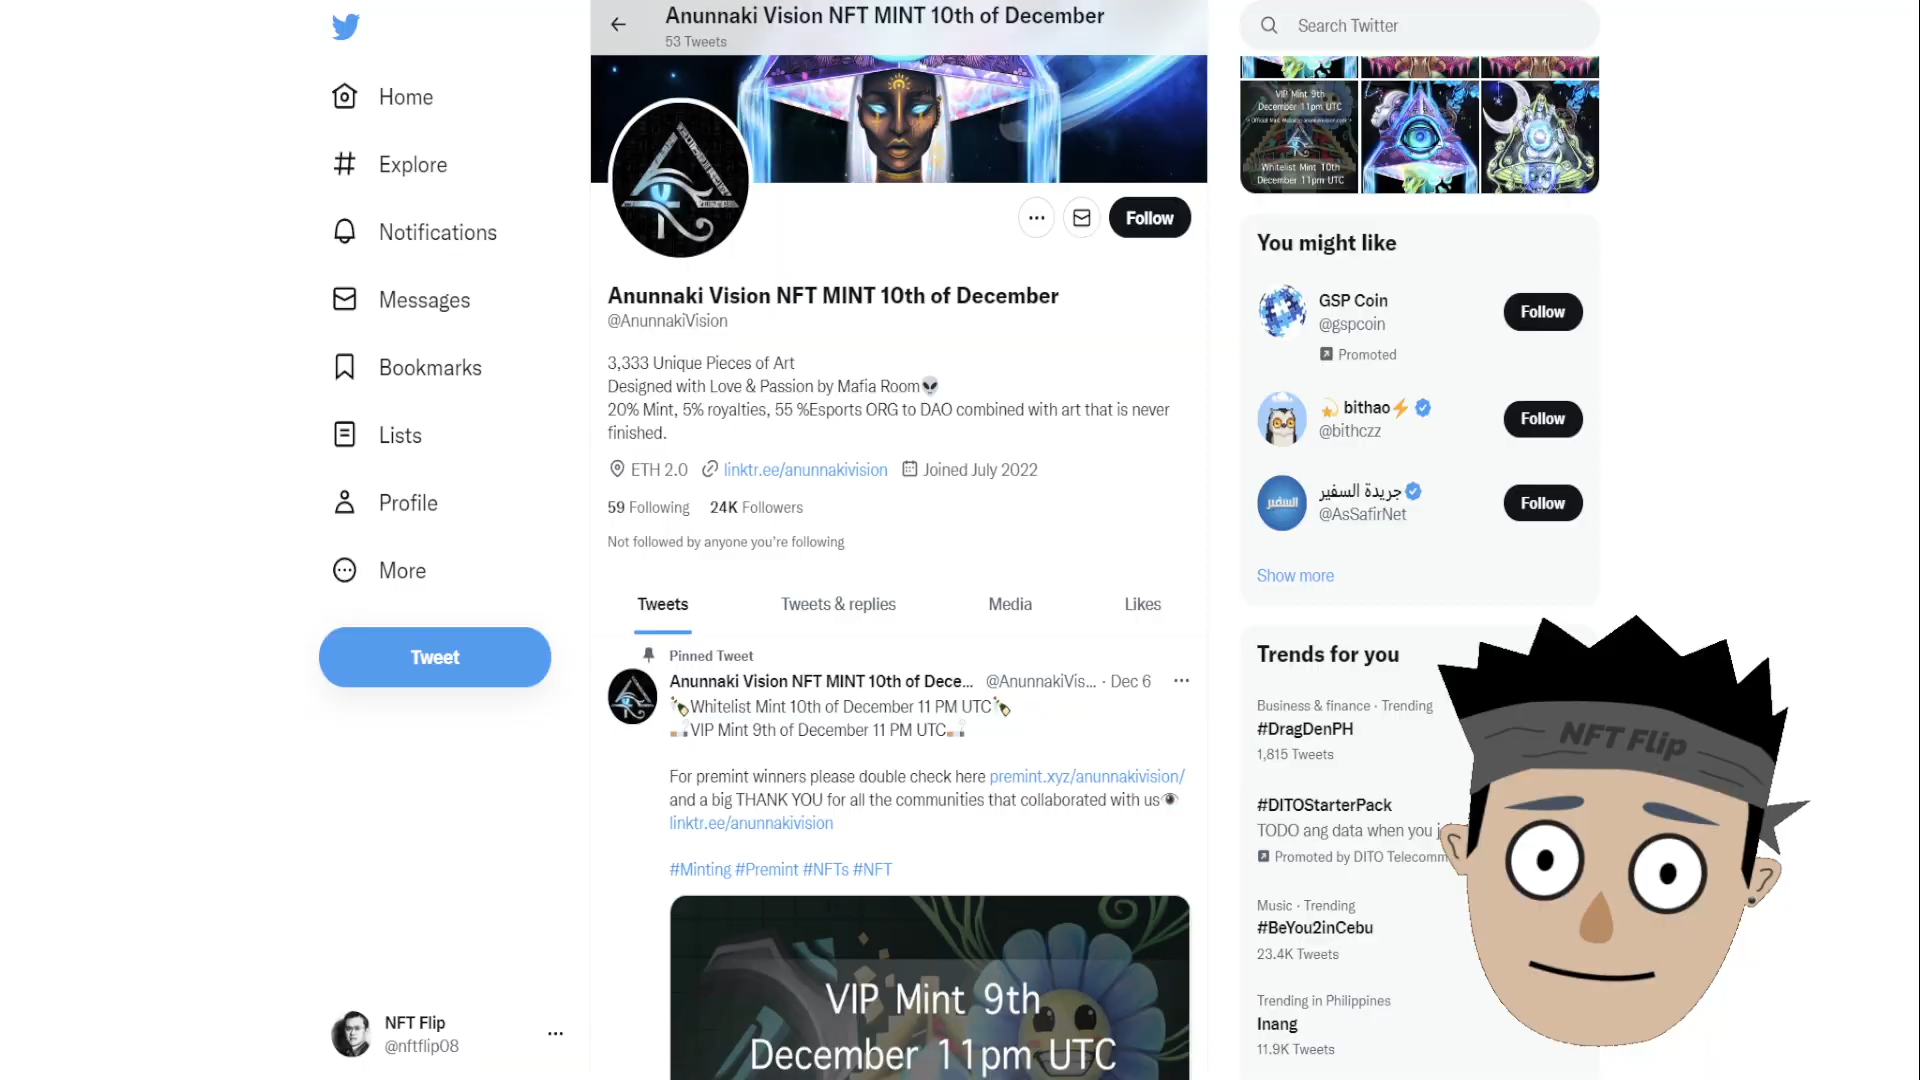 Home
Explore
Notifications
Messages
Bookmarks
Lists
Profile
More
Tweet
NFT Flip
@nftflip08
Anunnaki Vision NFT MINT 10th of December
53 Tweets
Follow
Anunnaki Vision NFT MINT 10th of December
@AnunnakiVision
3,333 Unique Pieces of Art
Designed with Love & Passion by Mafia Room👽
20% Mint, 5% royalties, 55 %Esports ORG to DAO combined with art that is never
finished.
ETH 2.0 linktr.ee/anunnakivision Joined July 2022
59 Following 24K Followers
Not followed by anyone you're following
Tweets Tweets & replies Media Likes
Pinned Tweet
Anunnaki Vision NFT MINT 10th of Dece... @AnunnakiVis... · Dec 6
🍾Whitelist Mint 10th of December 11 PM UTC🍾
🚬VIP Mint 9th of December 11 PM UTC🚬
For premint winners please double check here premint.xyz/anunnakivision/
and a big THANK YOU for all the communities that collaborated with us👁
linktr.ee/anunnakivision
#Minting #Premint #NFTs #NFT
VIP Mint 9th
December 11pm UTC
Search Twitter
VIP Mint 9th
December 11pm UTC
Whitelist Mint 10th
December 11pm UTC
You might like
GSP Coin
@gspcoin
Promoted
Follow
💫 bithao⚡
@bithczz
Follow
السفير
جريدة السفير
@AsSafirNet
Follow
Show more
Trends for you
Business & finance · Trending
#DragDenPH
1,815 Tweets
#DITOStarterPack
TODO ang data when you j
Promoted by DITO Telecomm
Music · Trending
#BeYou2inCebu
23.4K Tweets
Trending in Philippines
Inang
11.9K Tweets
NFT Flip